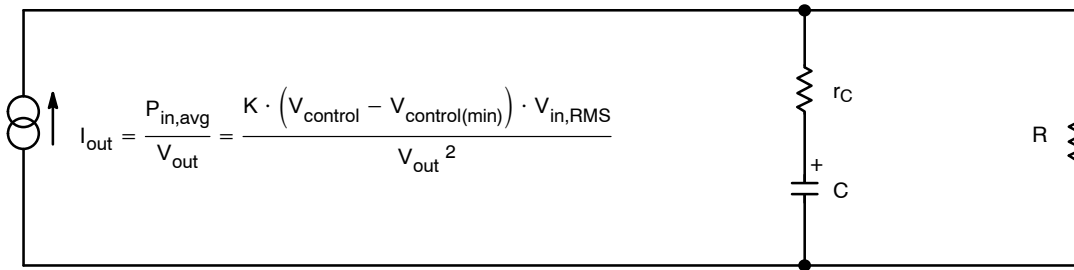 I_out = P_in,avg / V_out = K · (V_control − V_control(min)) · V_in,RMS / V_out ²
r_C
+
C
R